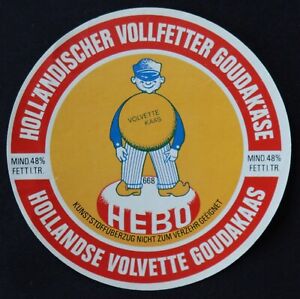 HOLLÄNDISCHER VOLLFETTER GOUDAKÄSE
VOLVETTE
KAAS
MIND.48%
FETT I.TR.
MIND.48%
FETT I.TR.
668
HEBO
KUNSTSTOFFÜBERZUG NICHT ZUM VERZEHR GEEIGNET
HOLLANDSE VOLVETTE GOUDAKAAS